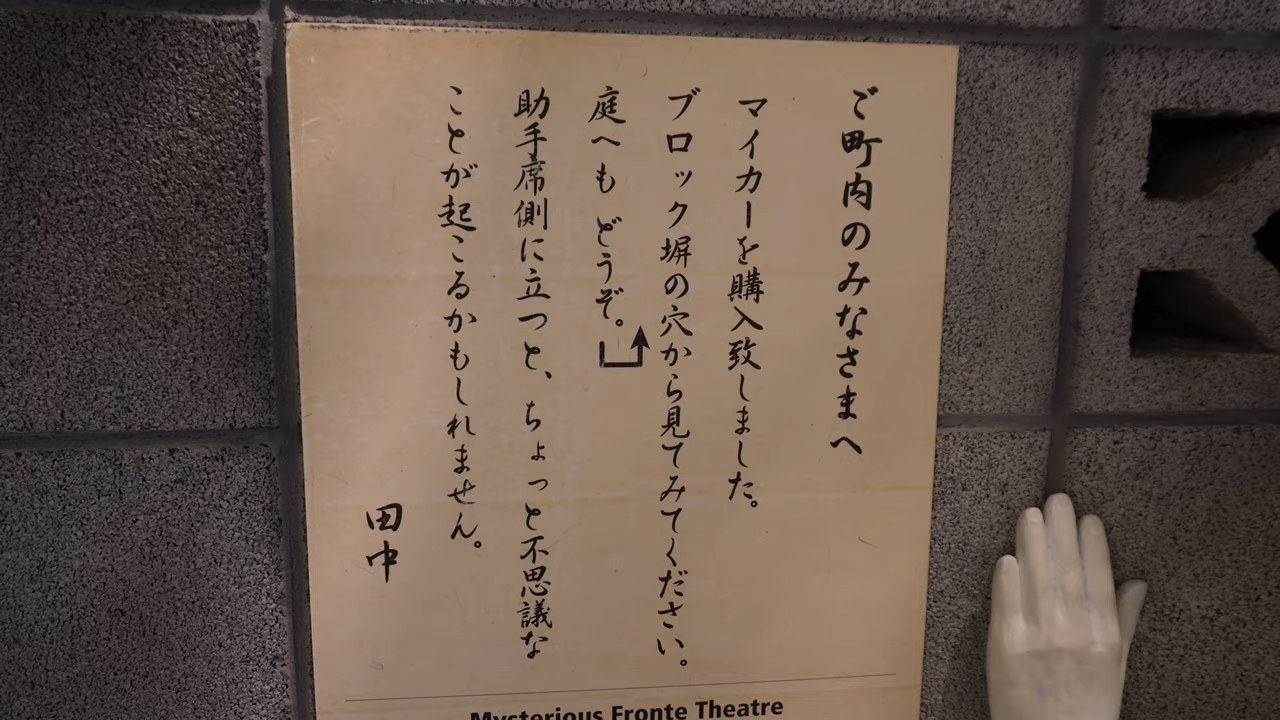 ご町内のみなさまへ
マイカーを購入致しました。
ブロック塀の穴から見てみてください。
庭へも どうぞ。
助手席側に立つと、ちょっと不思議な
ことが起こるかもしれません。
田中
Mysterious Fronte Theatre